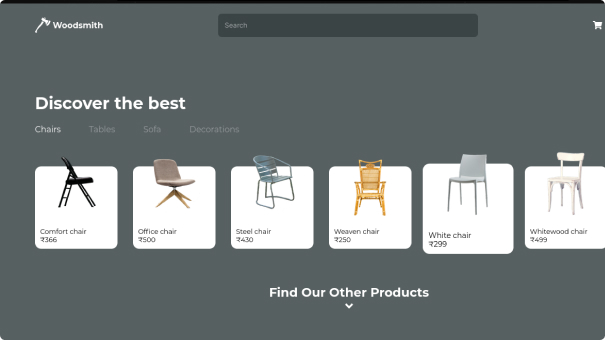 Woodsmith
Search
Discover the best
Chairs Tables Sofa Decorations
Comfort chair
₹366
Office chair
₹500
Steel chair
₹430
Weaven chair
₹250
White chair
₹299
Whitewood chair
₹499
Find Our Other Products